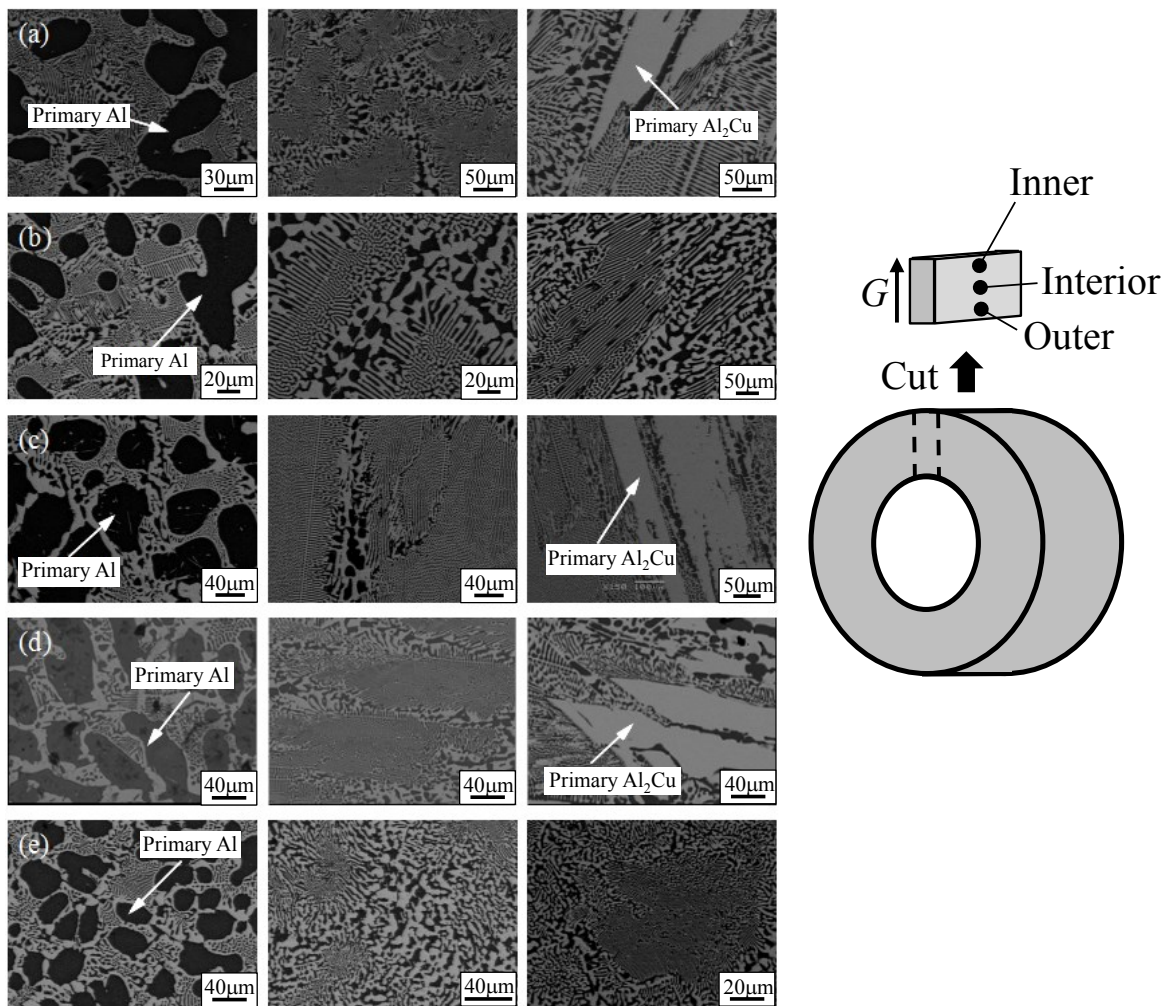 (a)
Primary Al
30μm
50μm
Primary Al₂Cu
50μm
(b)
Primary Al
20μm
20μm
50μm
(c)
Primary Al
40μm
40μm
Primary Al₂Cu
50μm
(d)
Primary Al
40μm
40μm
Primary Al₂Cu
40μm
(e)
Primary Al
40μm
40μm
20μm
Inner
G
Interior
Outer
Cut